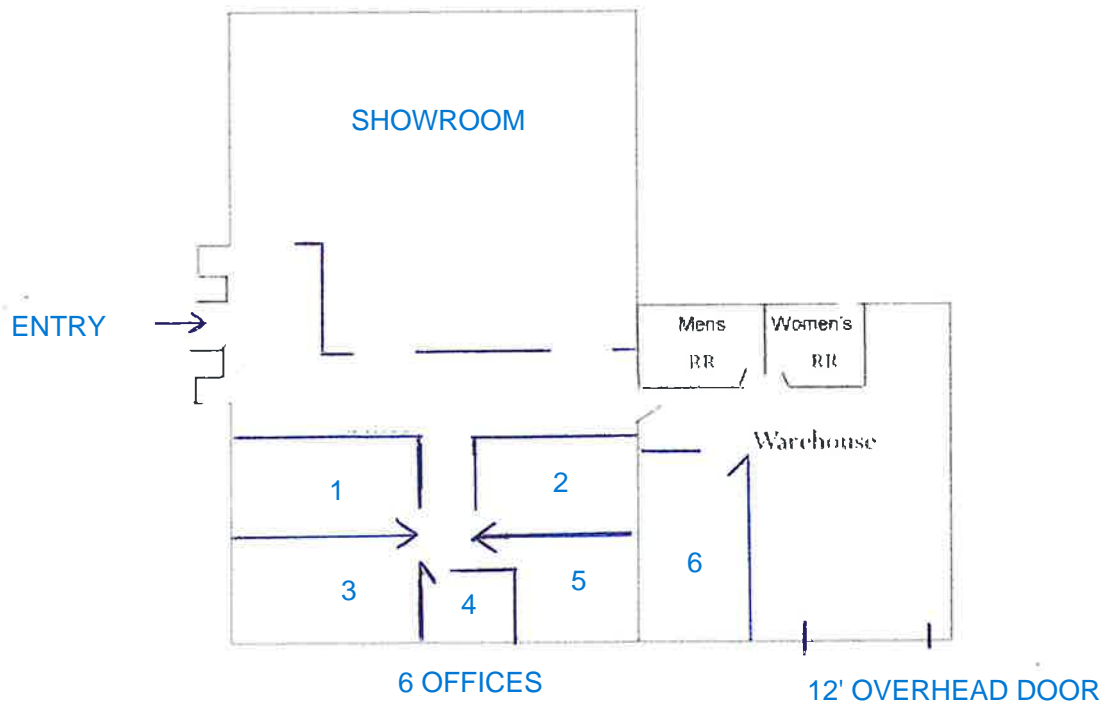 SHOWROOM
ENTRY
Mens
RR
Women's
RR
Warehouse
1
2
3
4
5
6
6 OFFICES
12' OVERHEAD DOOR